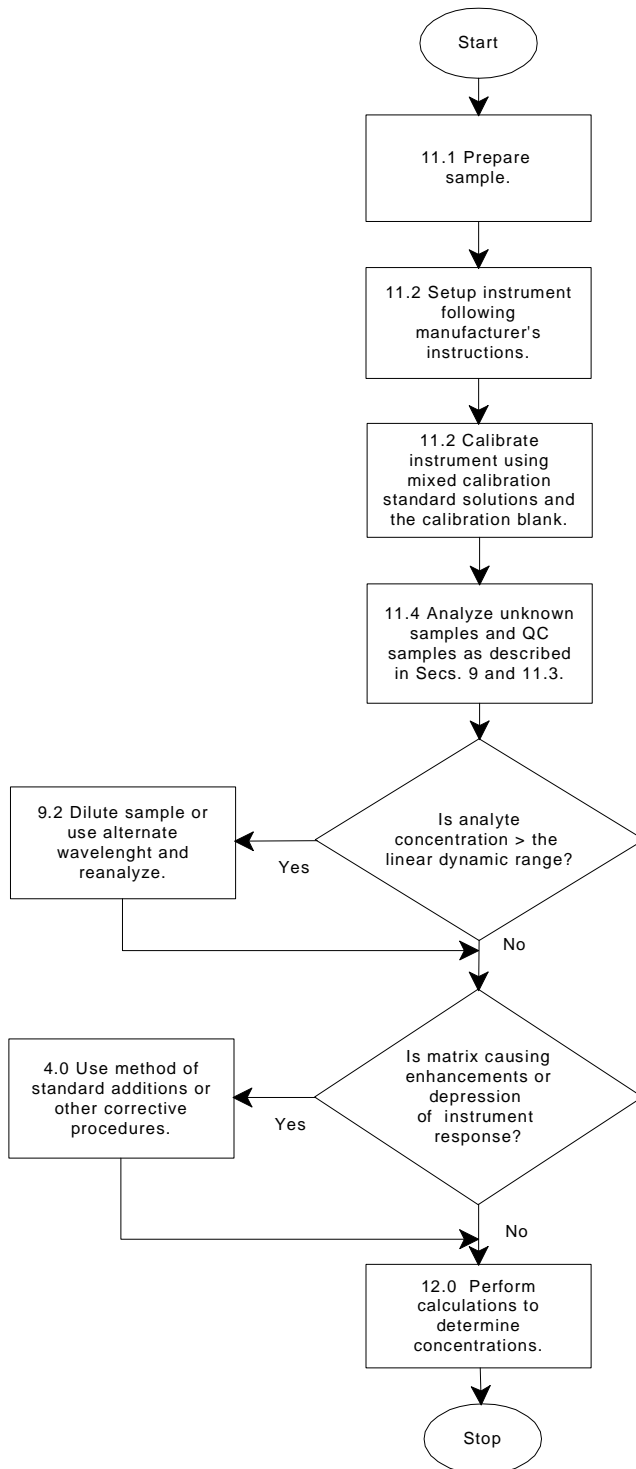 Start
11.1 Prepare
sample.
11.2 Setup instrument
following
manufacturer's
instructions.
11.2 Calibrate
instrument using
mixed calibration
standard solutions and
the calibration blank.
11.4 Analyze unknown
samples and QC
samples as described
in Secs. 9 and 11.3.
Is analyte
concentration > the
linear dynamic range?
Yes
9.2 Dilute sample or
use alternate
wavelenght and
reanalyze.
No
Is matrix causing
enhancements or
depression
of instrument
response?
Yes
4.0 Use method of
standard additions or
other corrective
procedures.
No
12.0 Perform
calculations to
determine
concentrations.
Stop